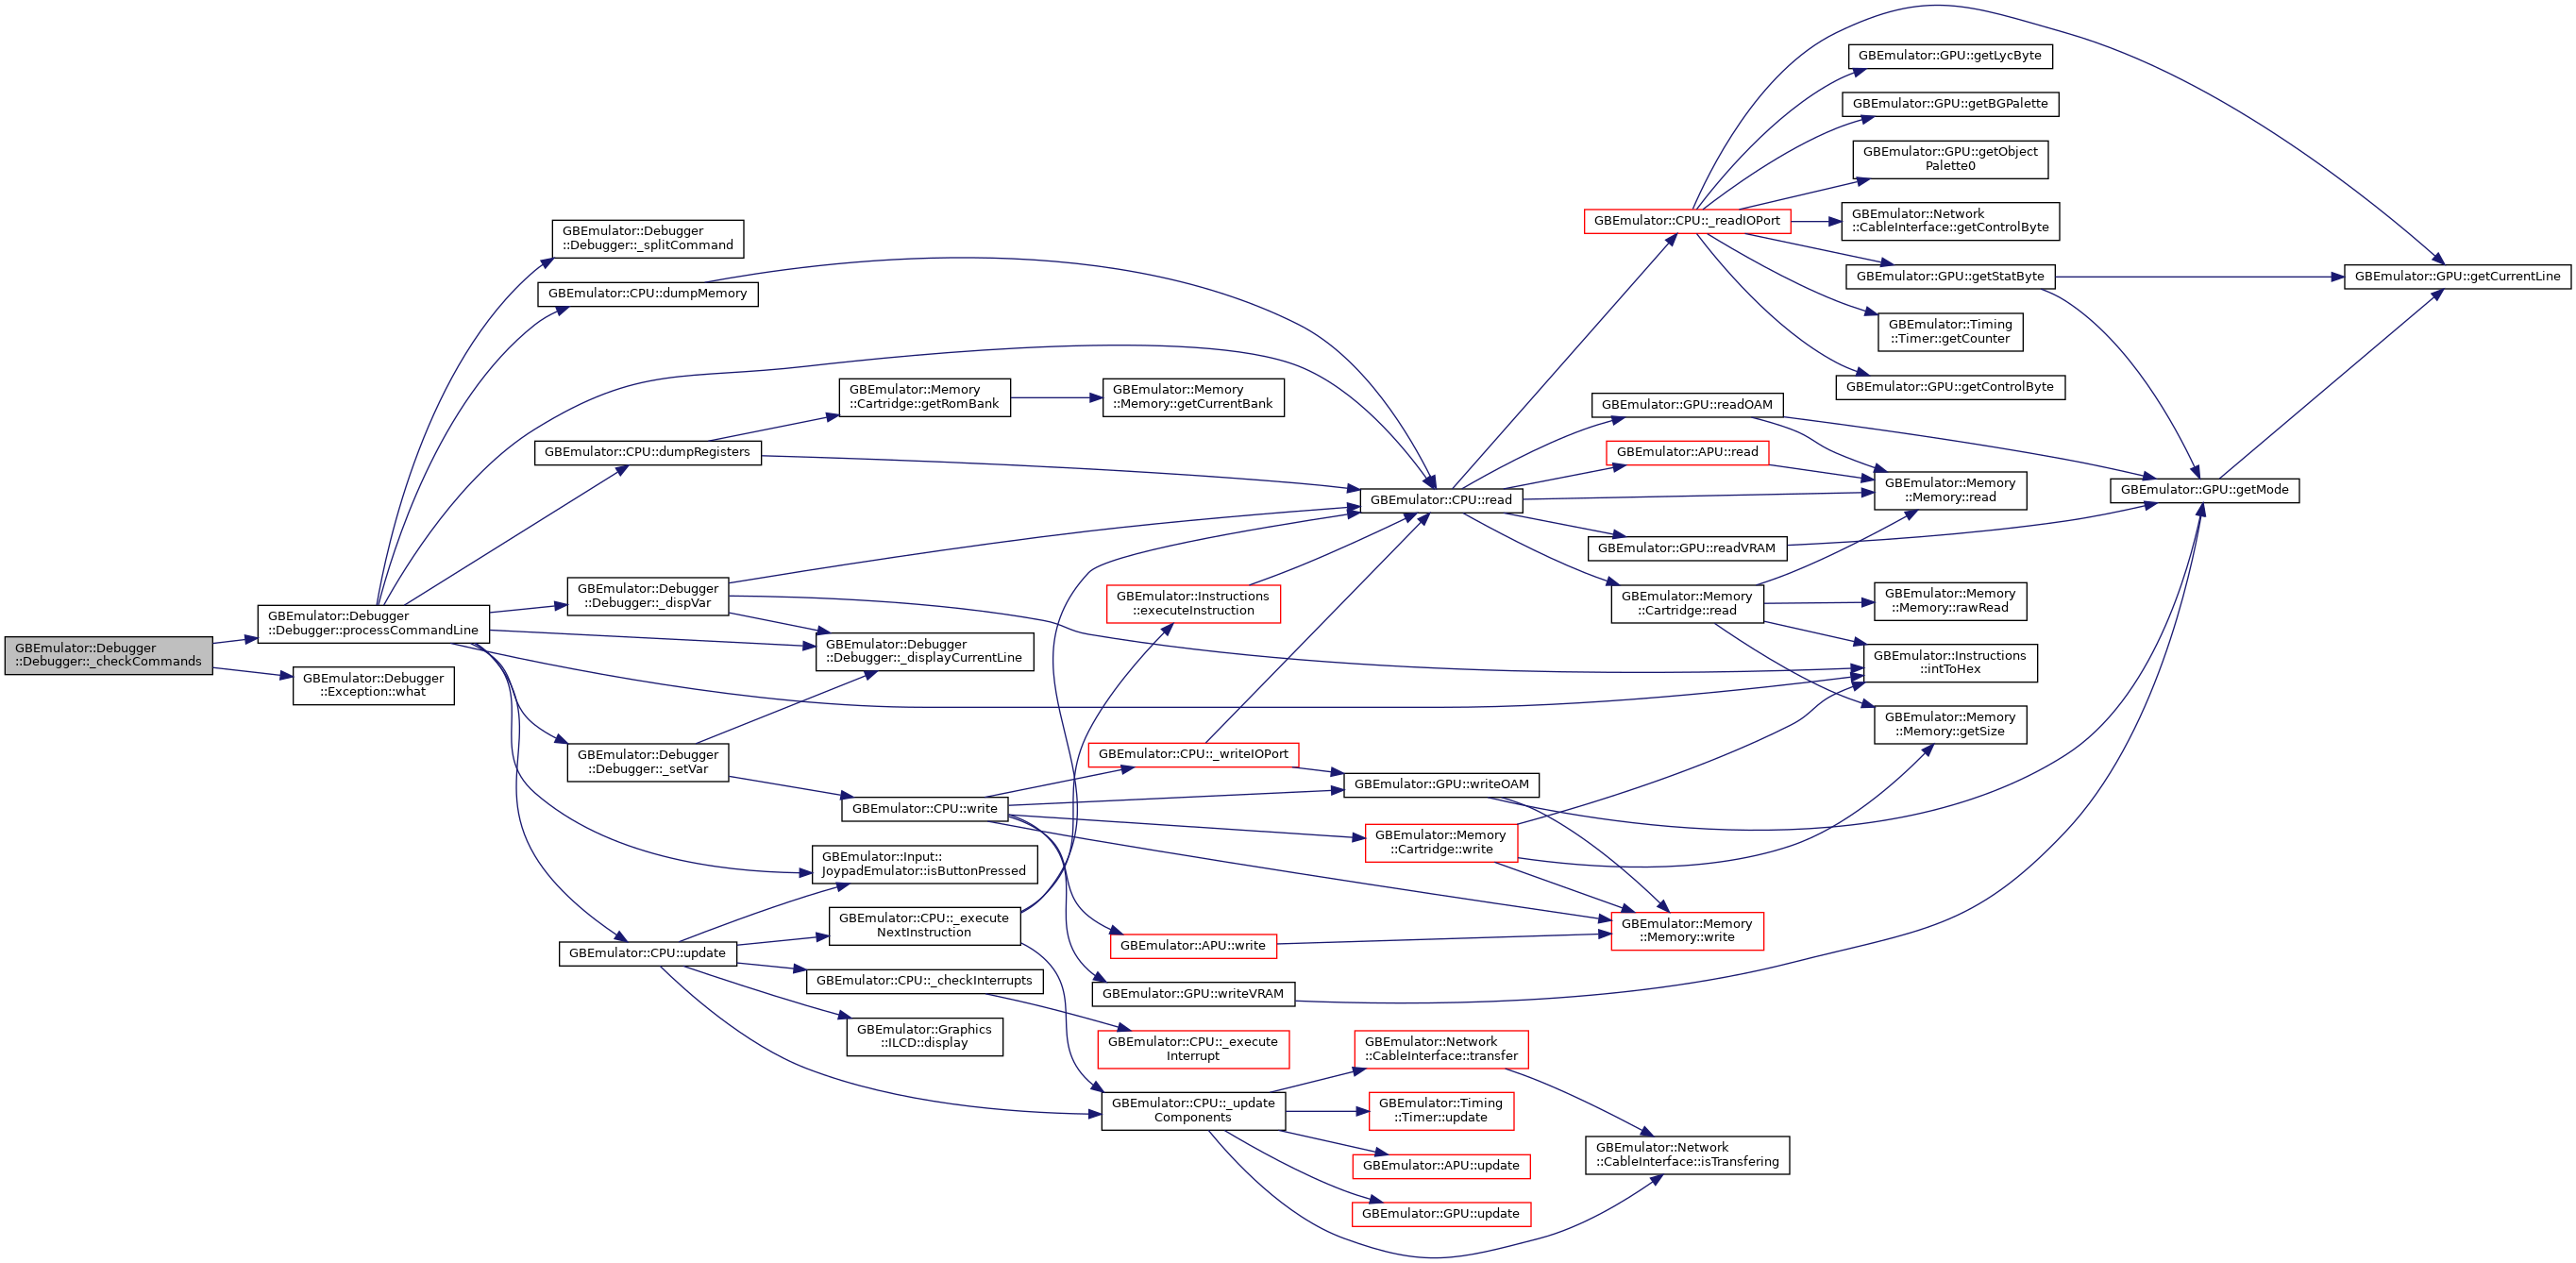 GBEmulator::Debugger
::Debugger::_checkCommands
GBEmulator::Debugger
::Debugger::processCommandLine
GBEmulator::Debugger
::Exception::what
GBEmulator::Debugger
::Debugger::_splitCommand
GBEmulator::CPU::dumpMemory
GBEmulator::CPU::dumpRegisters
GBEmulator::Debugger
::Debugger::_dispVar
GBEmulator::Debugger
::Debugger::_setVar
GBEmulator::CPU::update
GBEmulator::Memory
::Cartridge::getRomBank
GBEmulator::Debugger
::Debugger::_displayCurrentLine
GBEmulator::CPU::write
GBEmulator::Input::
JoypadEmulator::isButtonPressed
GBEmulator::CPU::_execute
NextInstruction
GBEmulator::CPU::_checkInterrupts
GBEmulator::Graphics
::ILCD::display
GBEmulator::Memory
::Memory::getCurrentBank
GBEmulator::Instructions
::executeInstruction
GBEmulator::CPU::_writeIOPort
GBEmulator::APU::write
GBEmulator::GPU::writeVRAM
GBEmulator::CPU::_execute
Interrupt
GBEmulator::CPU::_update
Components
GBEmulator::CPU::read
GBEmulator::GPU::writeOAM
GBEmulator::Memory
::Cartridge::write
GBEmulator::Network
::CableInterface::transfer
GBEmulator::Timing
::Timer::update
GBEmulator::APU::update
GBEmulator::GPU::update
GBEmulator::CPU::_readIOPort
GBEmulator::GPU::readOAM
GBEmulator::APU::read
GBEmulator::GPU::readVRAM
GBEmulator::Memory
::Cartridge::read
GBEmulator::Memory
::Memory::write
GBEmulator::Network
::CableInterface::isTransfering
GBEmulator::GPU::getLycByte
GBEmulator::GPU::getBGPalette
GBEmulator::GPU::getObject
Palette0
GBEmulator::Network
::CableInterface::getControlByte
GBEmulator::GPU::getStatByte
GBEmulator::Timing
::Timer::getCounter
GBEmulator::GPU::getControlByte
GBEmulator::Memory
::Memory::read
GBEmulator::Memory
::Memory::rawRead
GBEmulator::Instructions
::intToHex
GBEmulator::Memory
::Memory::getSize
GBEmulator::GPU::getMode
GBEmulator::GPU::getCurrentLine